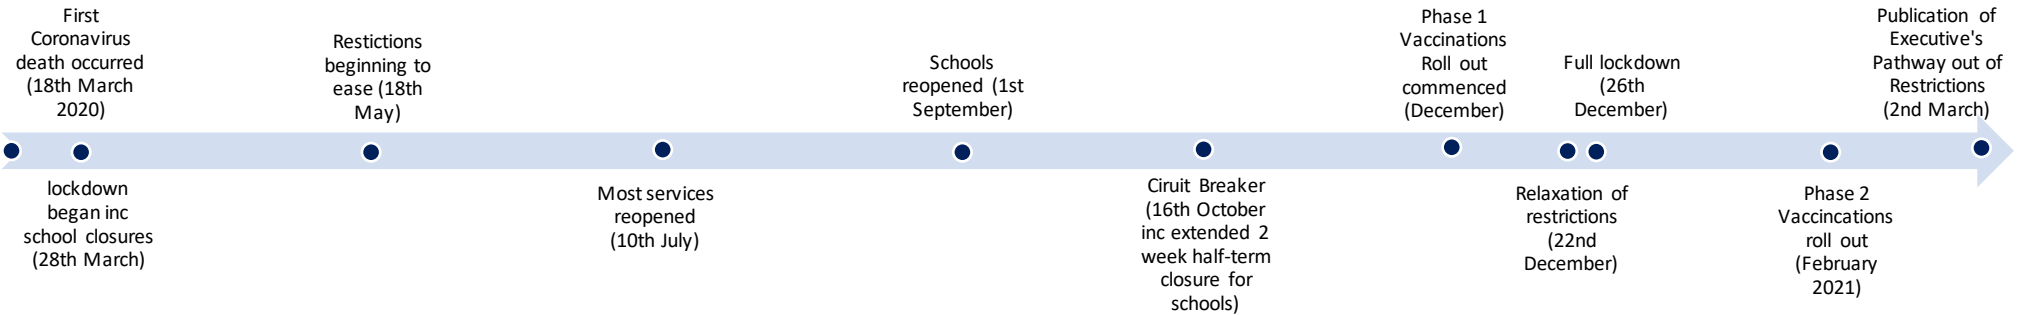 First
Coronavirus
death occurred
(18th March
2020)
lockdown
began inc
school closures
(28th March)
Restictions
beginning to
ease (18th
May)
Most services
reopened
(10th July)
Schools
reopened (1st
September)
Ciruit Breaker
(16th October
inc extended 2
week half-term
closure for
schools)
Phase 1
Vaccinations
Roll out
commenced
(December)
Relaxation of
restrictions
(22nd
December)
Full lockdown
(26th
December)
Phase 2
Vaccincations
roll out
(February
2021)
Publication of
Executive's
Pathway out of
Restrictions
(2nd March)